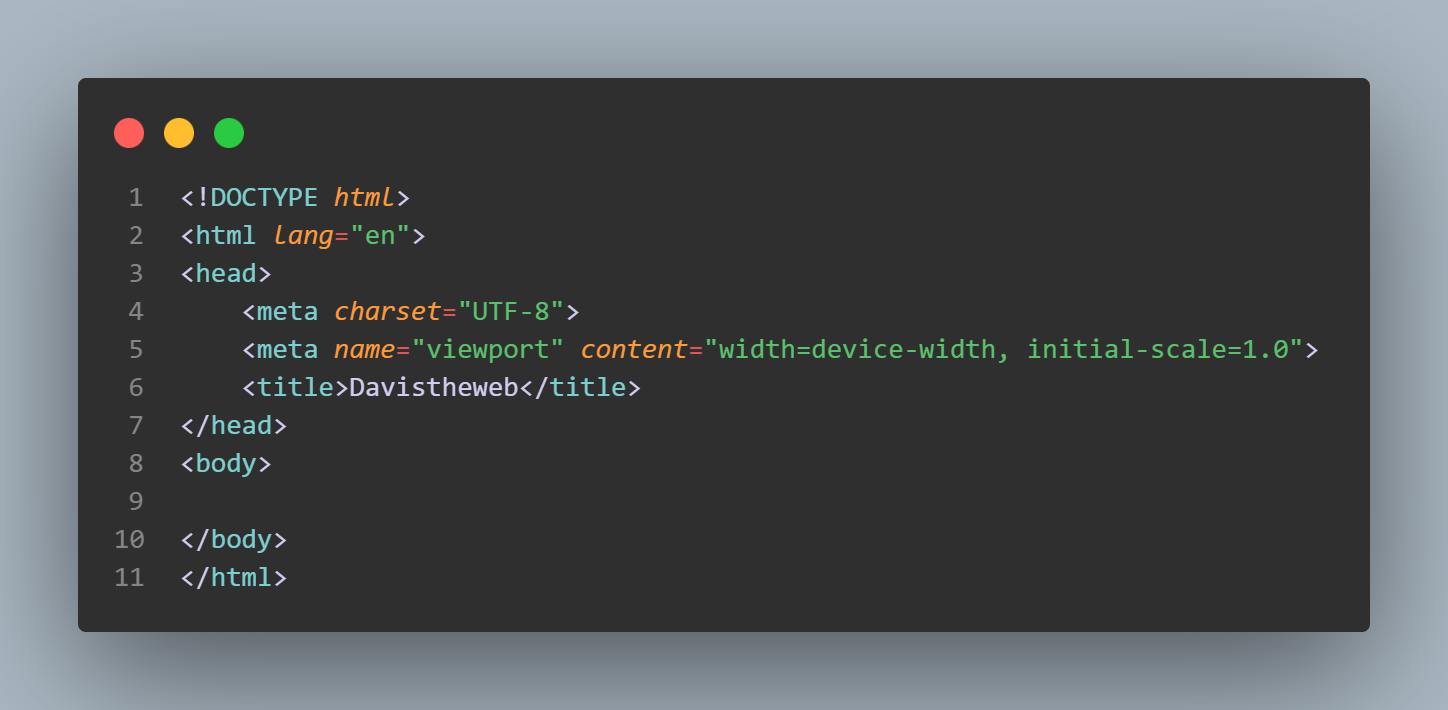 1 <!DOCTYPE html>
2 <html lang="en">
3 <head>
4     <meta charset="UTF-8">
5     <meta name="viewport" content="width=device-width, initial-scale=1.0">
6     <title>Davistheweb</title>
7 </head>
8 <body>
9
10 </body>
11 </html>